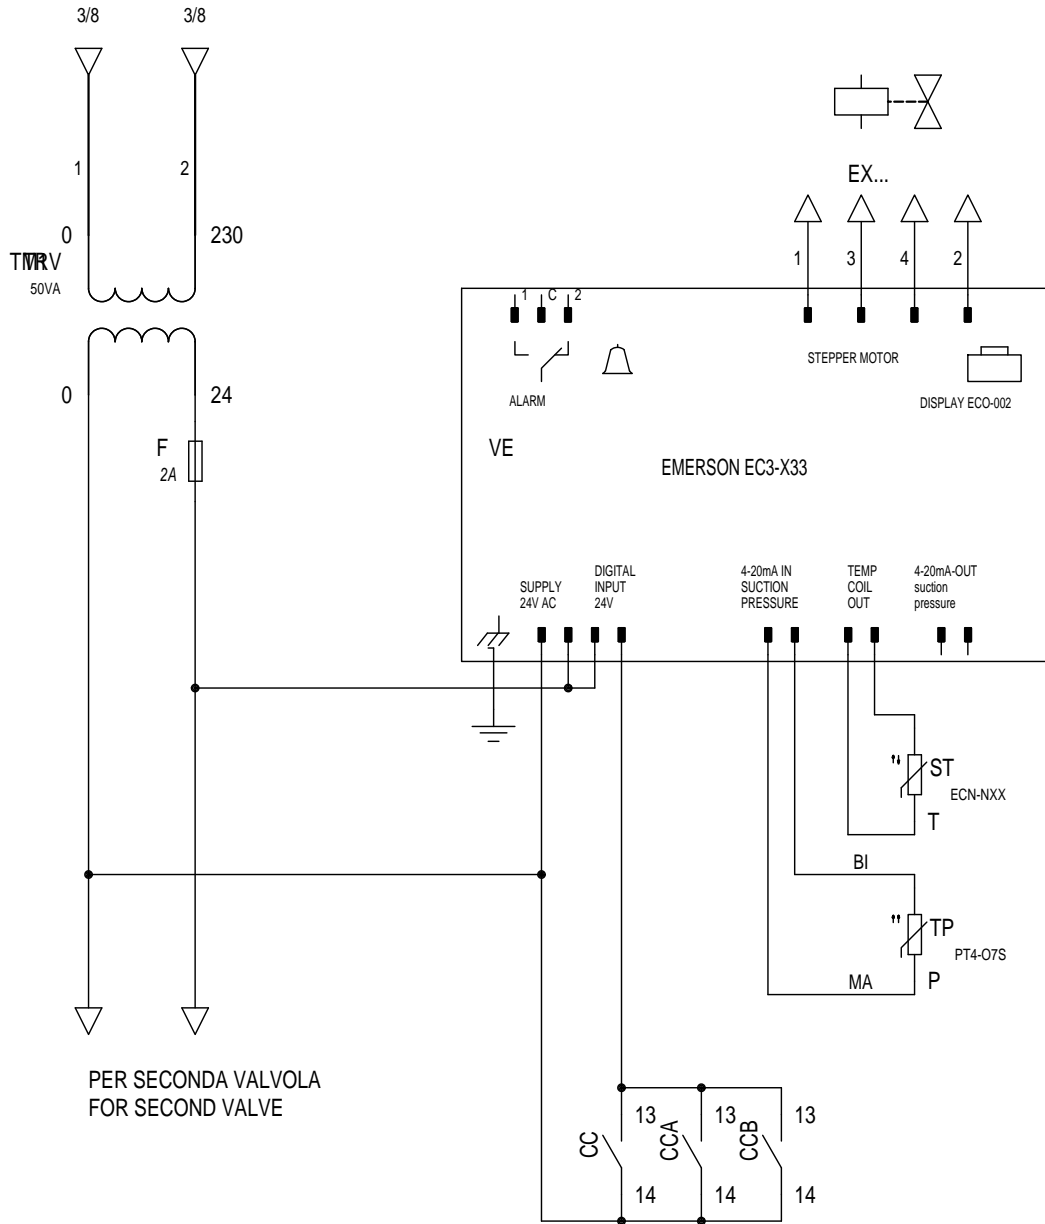 3/8
3/8
1
2
0
230
50VA
0
24
F
2A
EX...
1
3
4
2
1
C
2
STEPPER MOTOR
ALARM
DISPLAY ECO-002
VE
EMERSON EC3-X33
SUPPLY
24V AC
DIGITAL
INPUT
24V
4-20mA IN
SUCTION
PRESSURE
TEMP
COIL
OUT
4-20mA-OUT
suction
pressure
ST
ECN-NXX
T
BI
TP
PT4-O7S
MA
P
PER SECONDA VALVOLA
FOR SECOND VALVE
CC
13
14
CCA
13
14
CCB
13
14